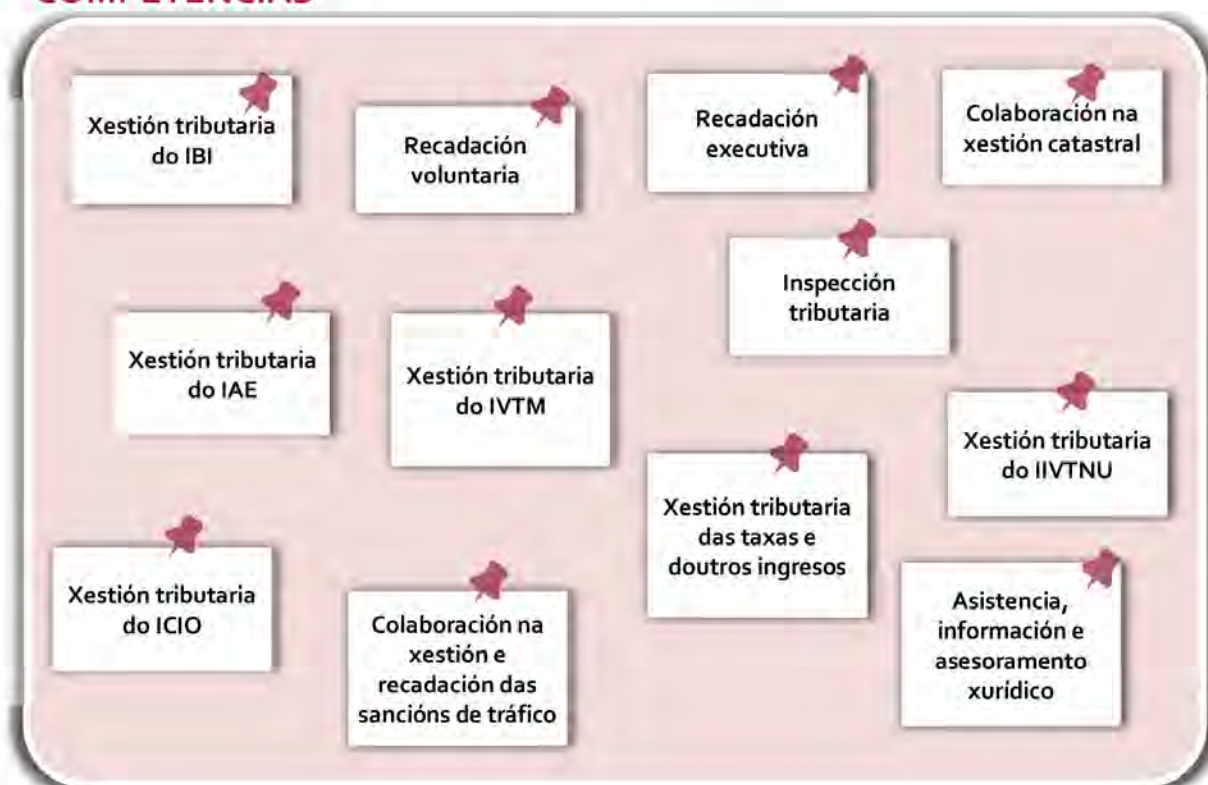 COMPETENCIAS
Xestión tributaria
do IBI
Recadación
voluntaria
Recadación
executiva
Colaboración na
xestión catastral
Inspección
tributaria
Xestión tributaria
do IAE
Xestión tributaria
do IVTM
Xestión tributaria
do IIVTNU
Xestión tributaria
das taxas e
doutros ingresos
Xestión tributaria
do ICIO
Colaboración na
xestión e
recadación das
sancións de tráfico
Asistencia,
información e
asesoramento
xurídico